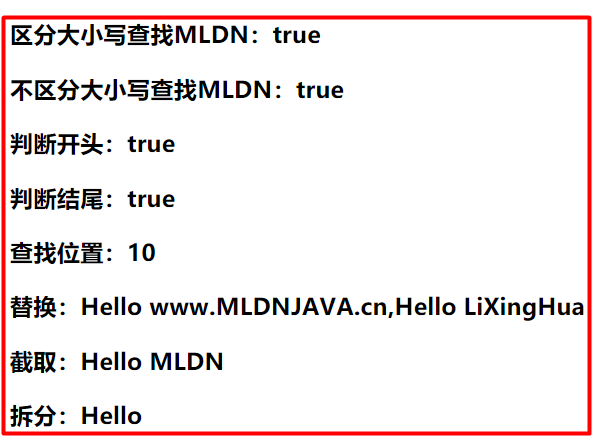 区分大小写查找MLDN：true
不区分大小写查找MLDN：true
判断开头：true
判断结尾：true
查找位置：10
替换：Hello www.MLDNJAVA.cn,Hello LiXingHua
截取：Hello MLDN
拆分：Hello